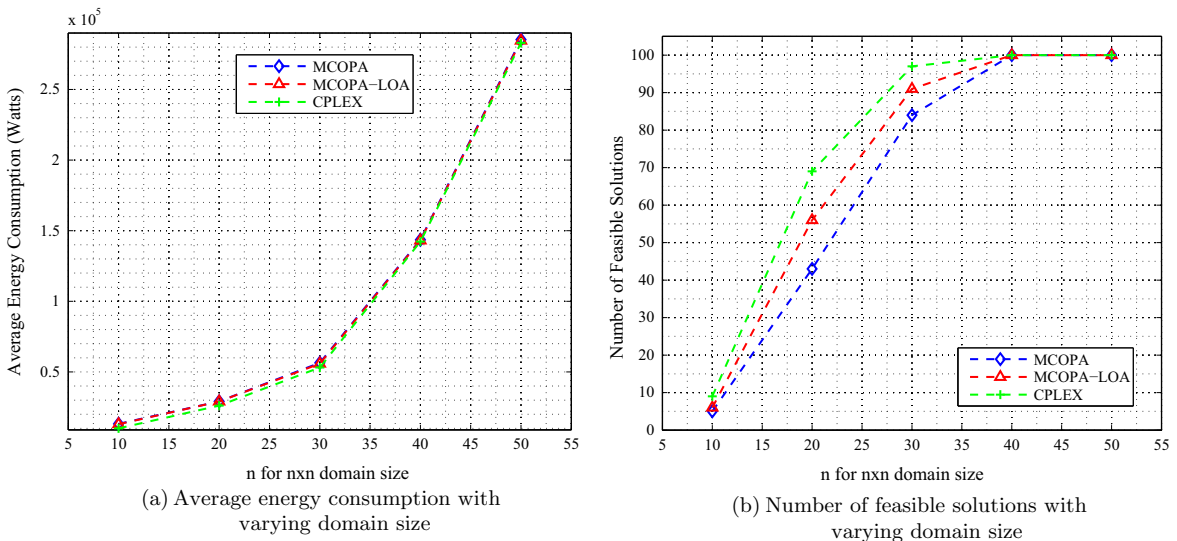 x 10⁵
2.5
2
1.5
1
0.5
5 10 15 20 25 30 35 40 45 50 55
n for nxn domain size
Average Energy Consumption (Watts)
MCOPA
MCOPA−LOA
CPLEX
(a) Average energy consumption with
varying domain size
100
90
80
70
60
50
40
30
20
10
0
5 10 15 20 25 30 35 40 45 50 55
n for nxn domain size
Number of Feasible Solutions
MCOPA
MCOPA−LOA
CPLEX
(b) Number of feasible solutions with
varying domain size